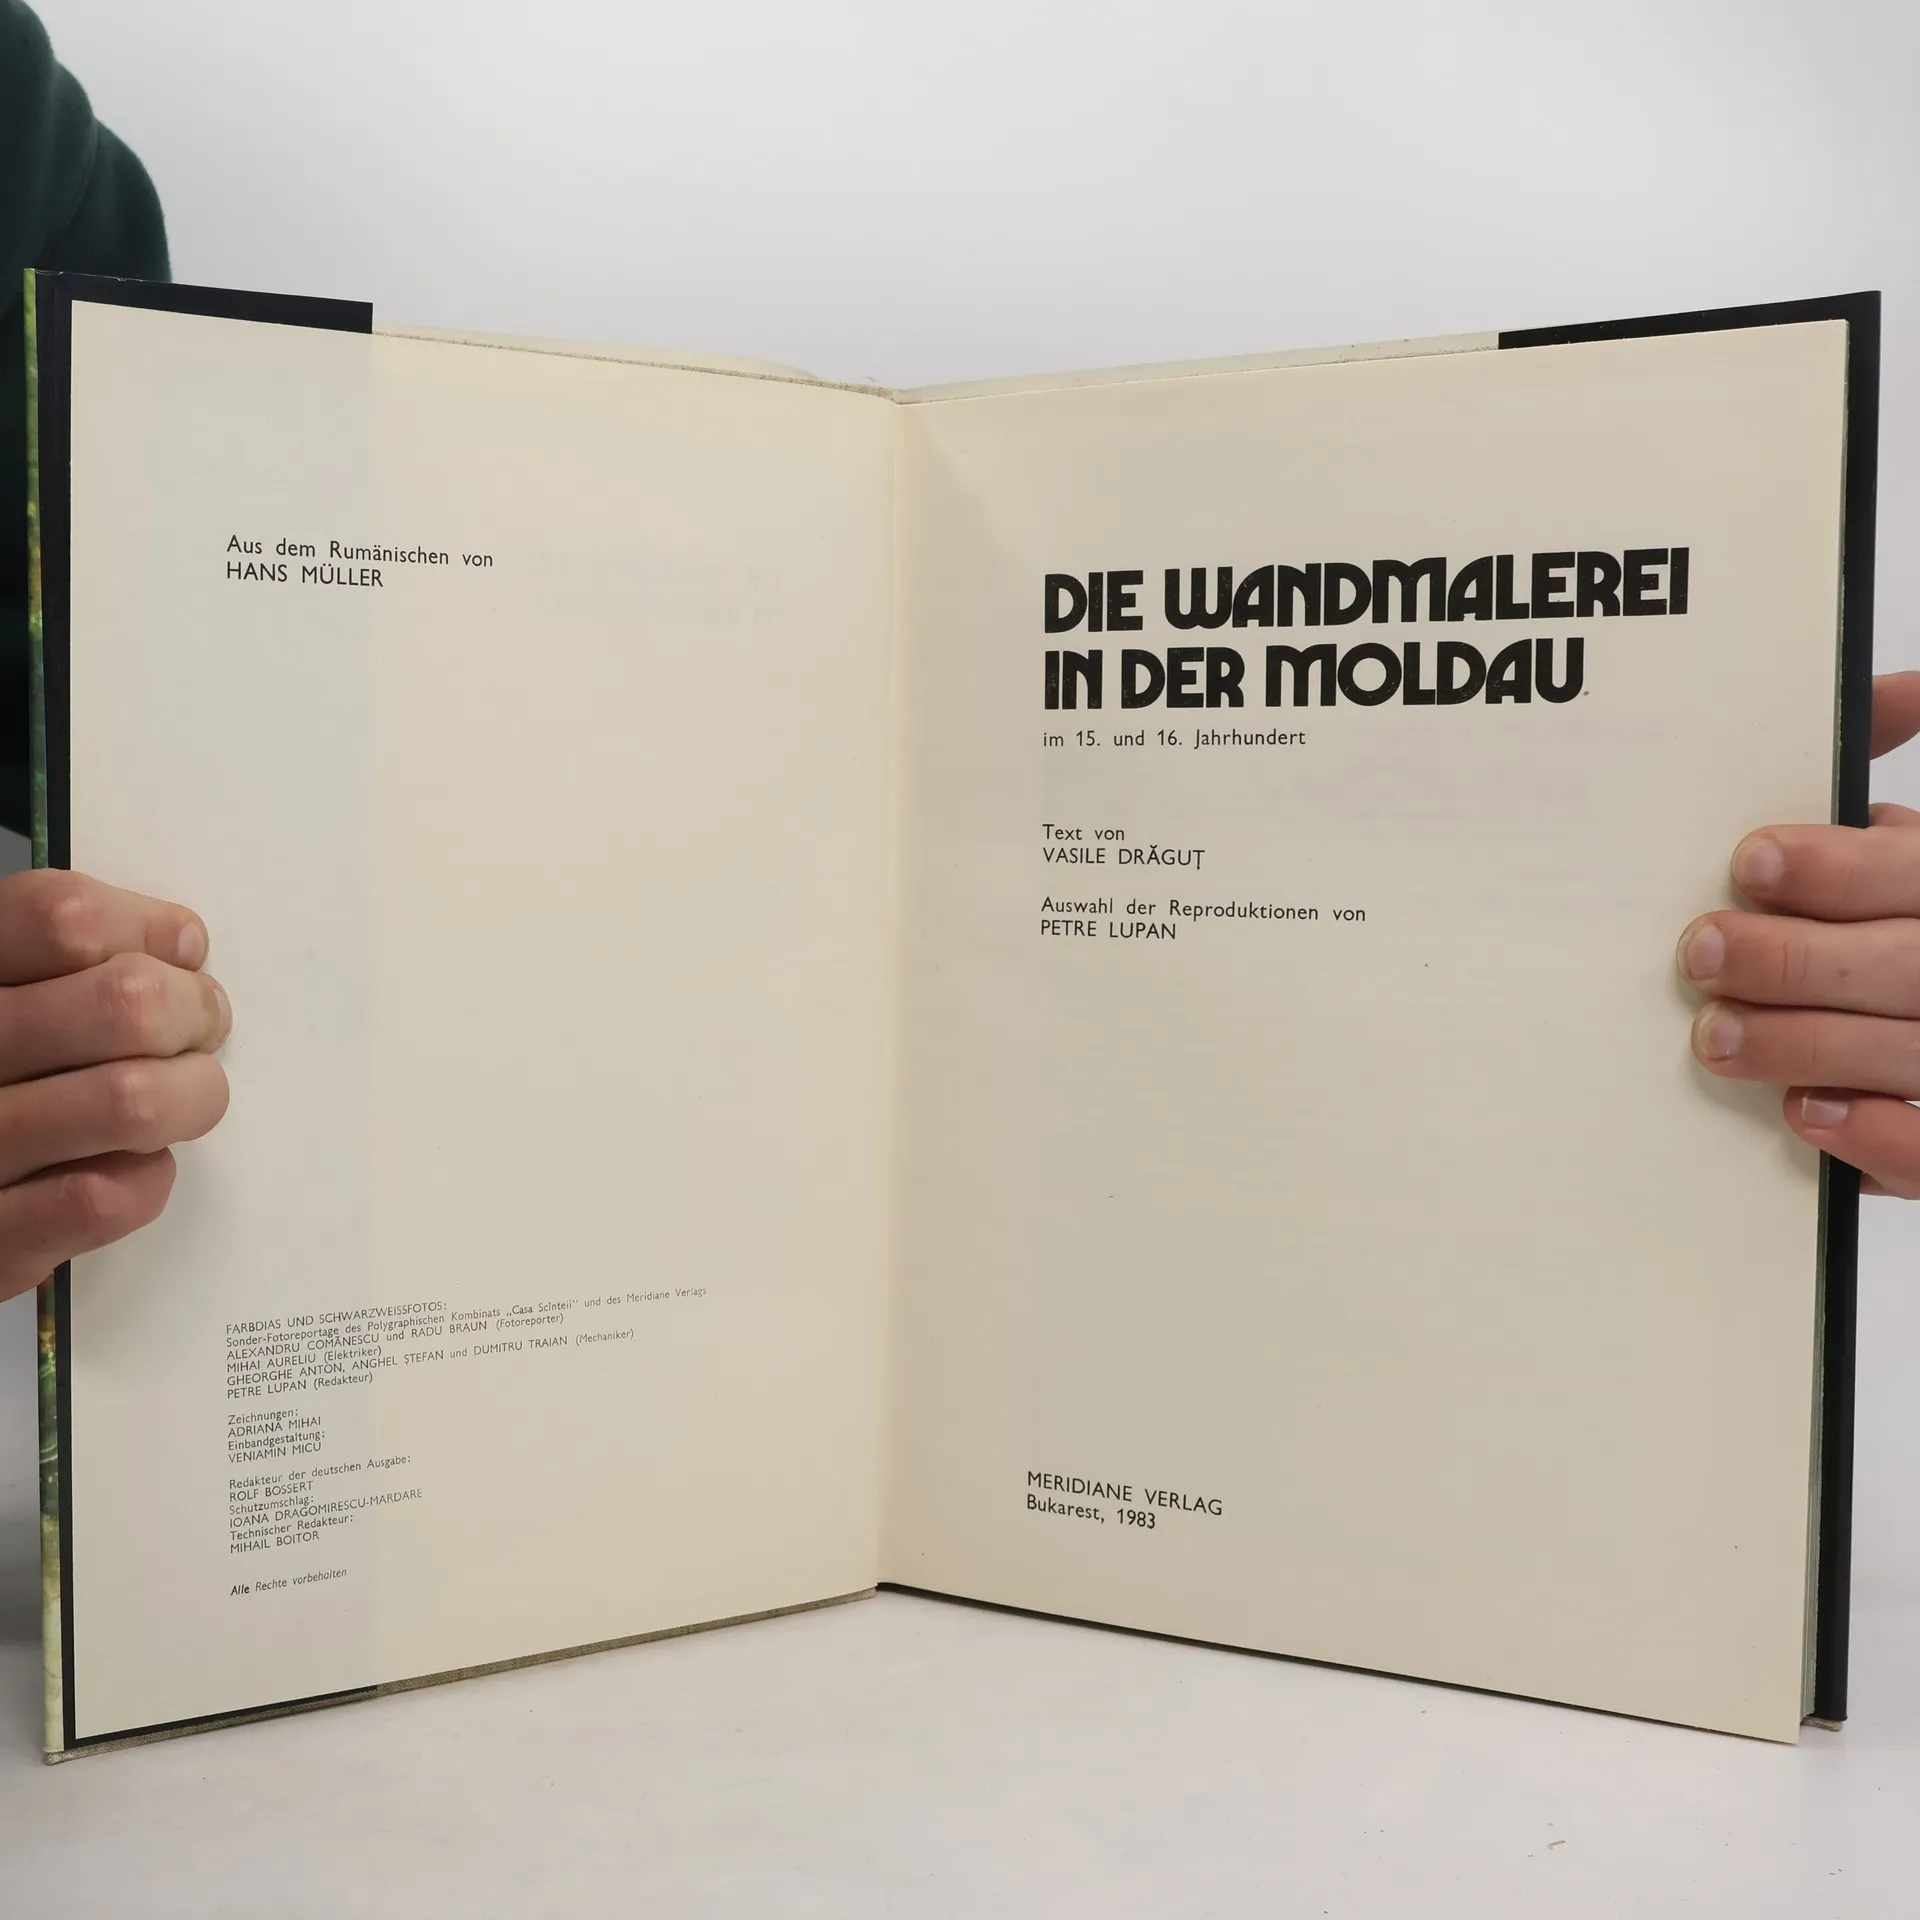 Aus dem Rumänischen von
HANS MÜLLER
FARBDIAS UND SCHWARZWEISSFOTOS:
Sonder-Fotoreportage des Polygraphischen Kombinats „Casa Scînteii” und des Meridiane Verlags
ALEXANDRU COMĂNESCU und RADU BRAUN (Fotoreporter)
MIHAI AURELIU (Elektriker)
GHEORGHE ANTON, ANGHEL ȘTEFAN und DUMITRU TRAIAN (Mechaniker)
PETRE LUPAN (Redakteur)
Zeichnungen:
ADRIANA MIHAI
Einbandgestaltung:
VENIAMIN MICU
Redakteur der deutschen Ausgabe:
ROLF BOSSERT
Schutzumschlag:
IOANA DRAGOMIRESCU-MARDARE
Technischer Redakteur:
MIHAIL BOITOR
Alle Rechte vorbehalten
DIE WANDMALEREI
IN DER MOLDAU
im 15. und 16. Jahrhundert
Text von
VASILE DRĂGUȚ
Auswahl der Reproduktionen von
PETRE LUPAN
MERIDIANE VERLAG
Bukarest, 1983